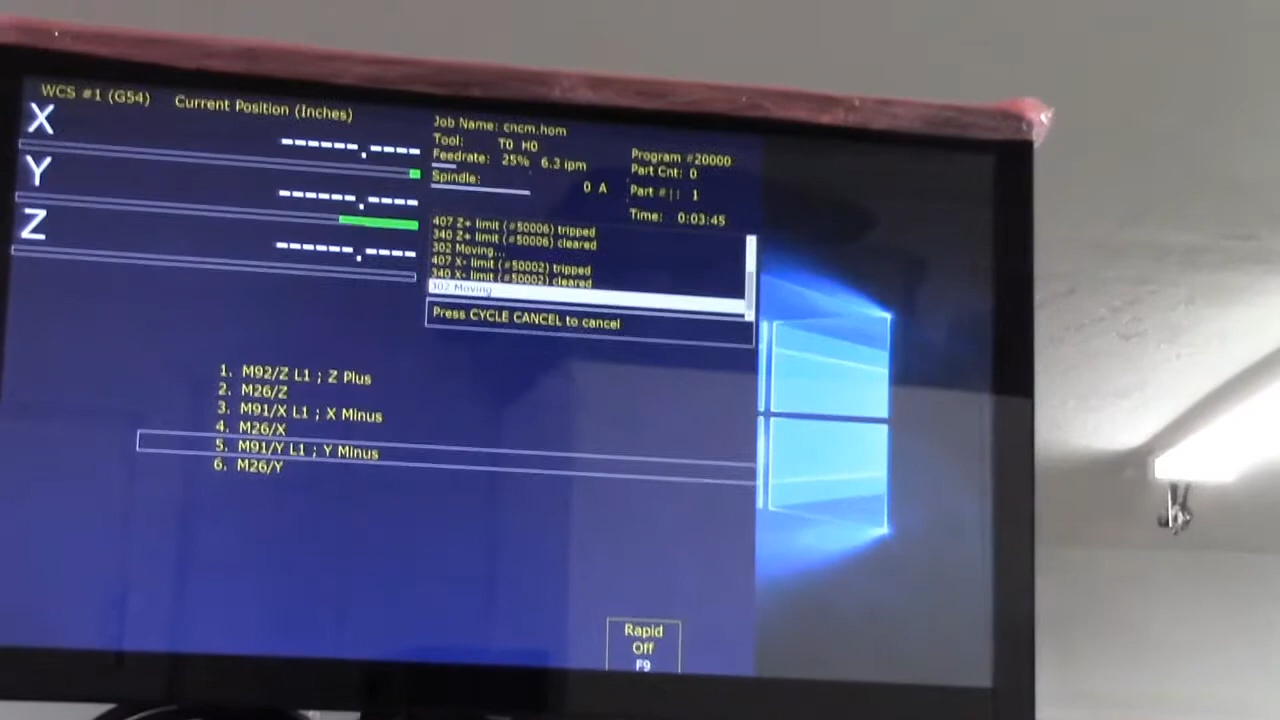 WCS #1 (G54) Current Position (Inches)
X
Y
Z
Job Name: cncm.hom
Tool: T0 H0
Feedrate: 25% 6.3 ipm
Spindle: 0 A
Program #20000
Part Cnt: 0
Part #: 1
Time: 0:03:45
407 Z+ limit (#50006) tripped
340 Z+ limit (#50006) cleared
302 Moving...
407 X- limit (#50002) tripped
340 X- limit (#50002) cleared
302 Moving
Press CYCLE CANCEL to cancel
1. M92/Z L1 ; Z Plus
2. M26/Z
3. M91/X L1 ; X Minus
4. M26/X
5. M91/Y L1 ; Y Minus
6. M26/Y
Rapid
Off
F9